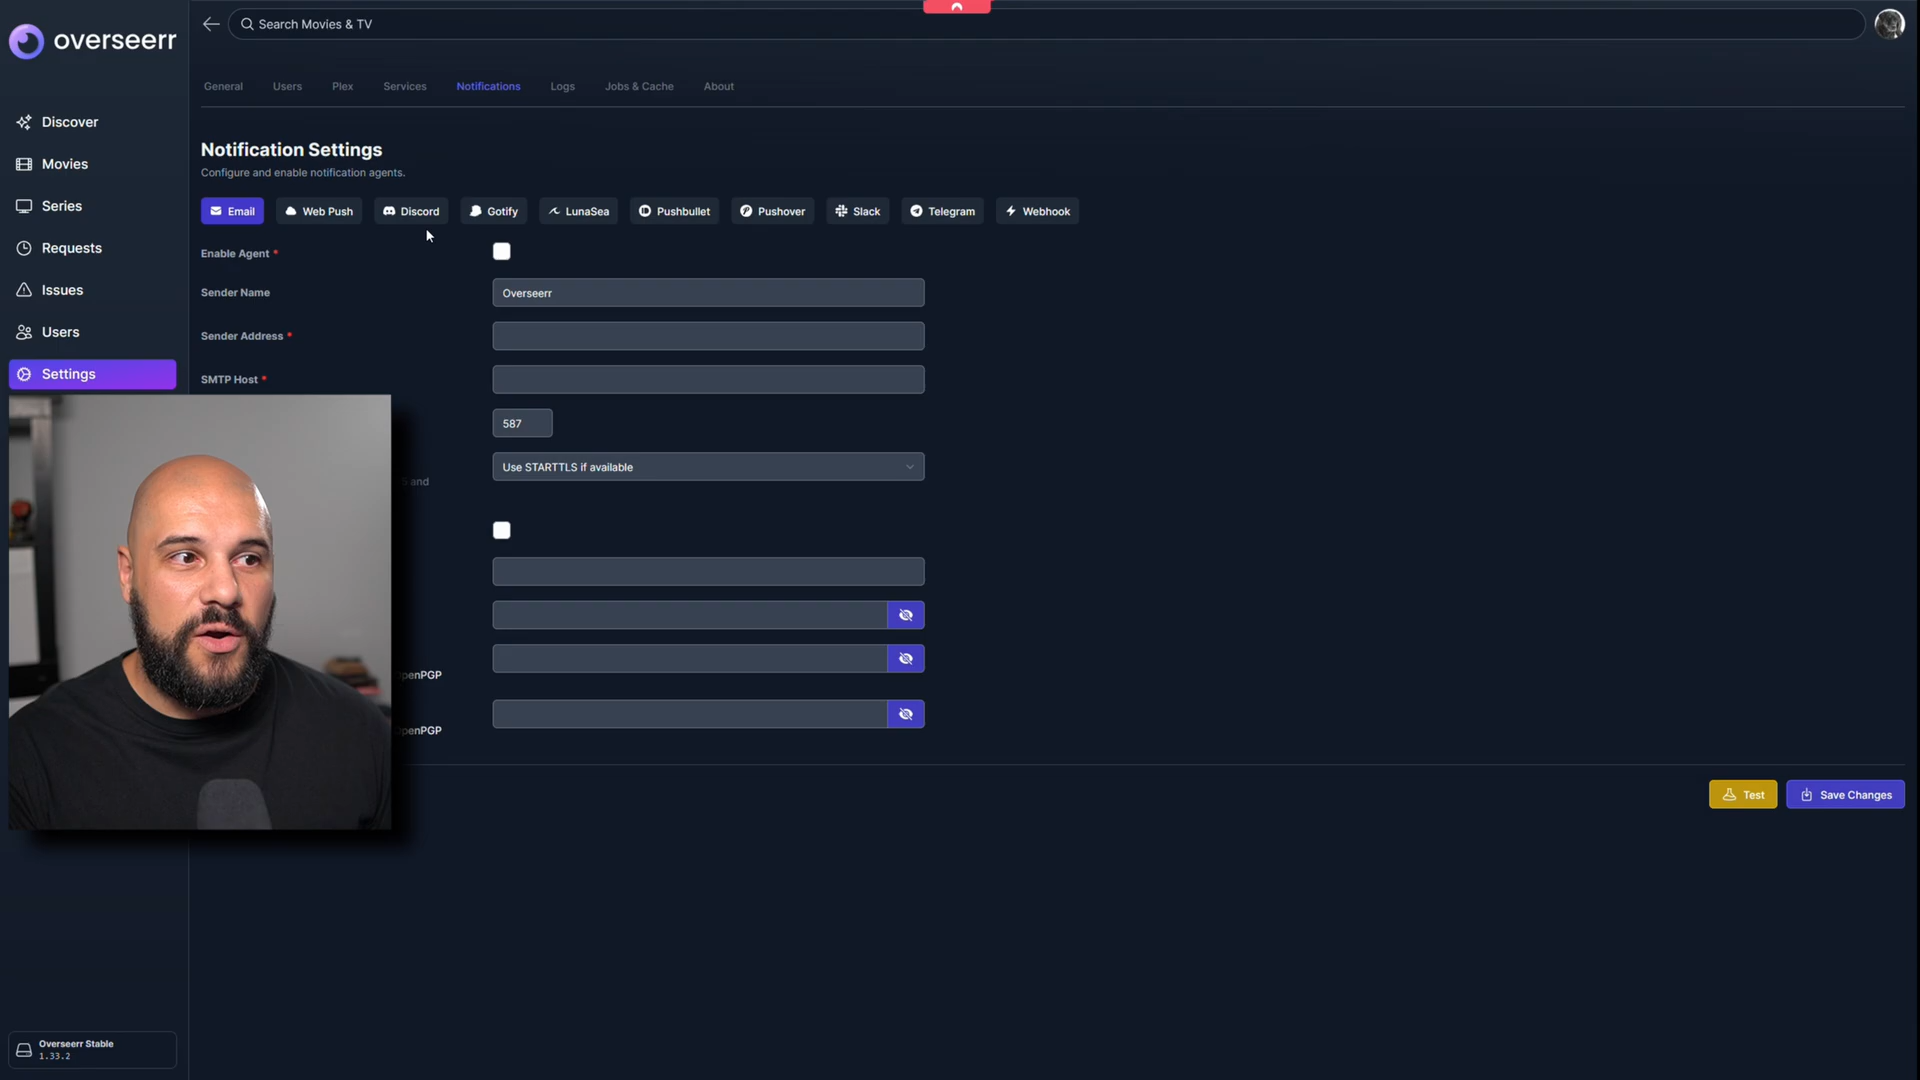 overseerr
Search Movies & TV
General Users Plex Services Notifications Logs Jobs & Cache About
Discover
Movies
Series
Requests
Issues
Users
Settings
Notification Settings
Configure and enable notification agents.
Email Web Push Discord Gotify LunaSea Pushbullet Pushover Slack Telegram Webhook
Enable Agent *
Sender Name Overseerr
Sender Address *
SMTP Host *
587
Use STARTTLS if available
and
OpenPGP
OpenPGP
Test Save Changes
Overseerr Stable
1.33.2